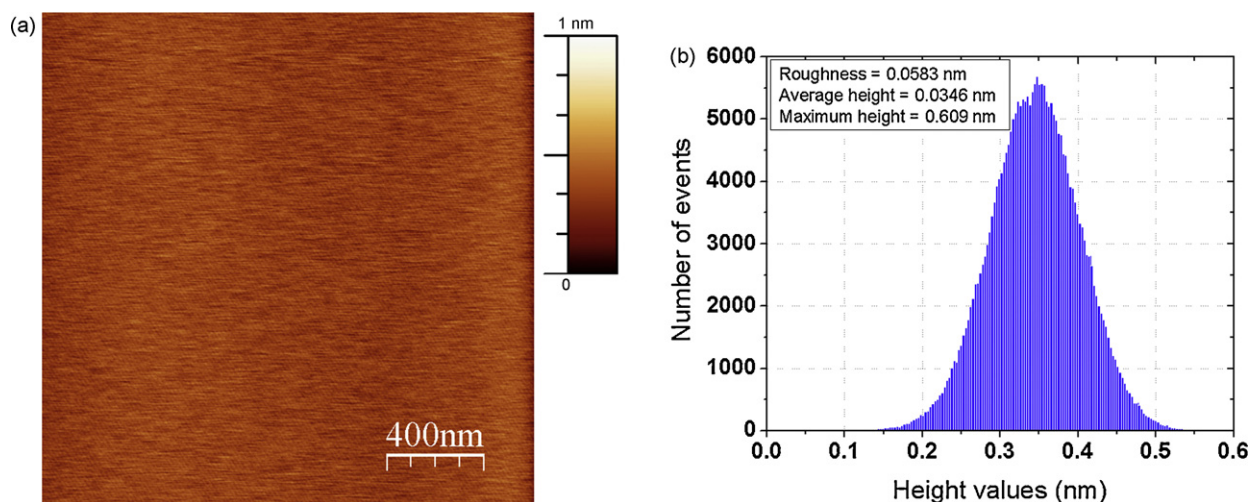 (a)
1 nm
0
400nm
(b)
Roughness = 0.0583 nm
Average height = 0.0346 nm
Maximum height = 0.609 nm
Number of events
6000
5000
4000
3000
2000
1000
0
0.0 0.1 0.2 0.3 0.4 0.5 0.6
Height values (nm)